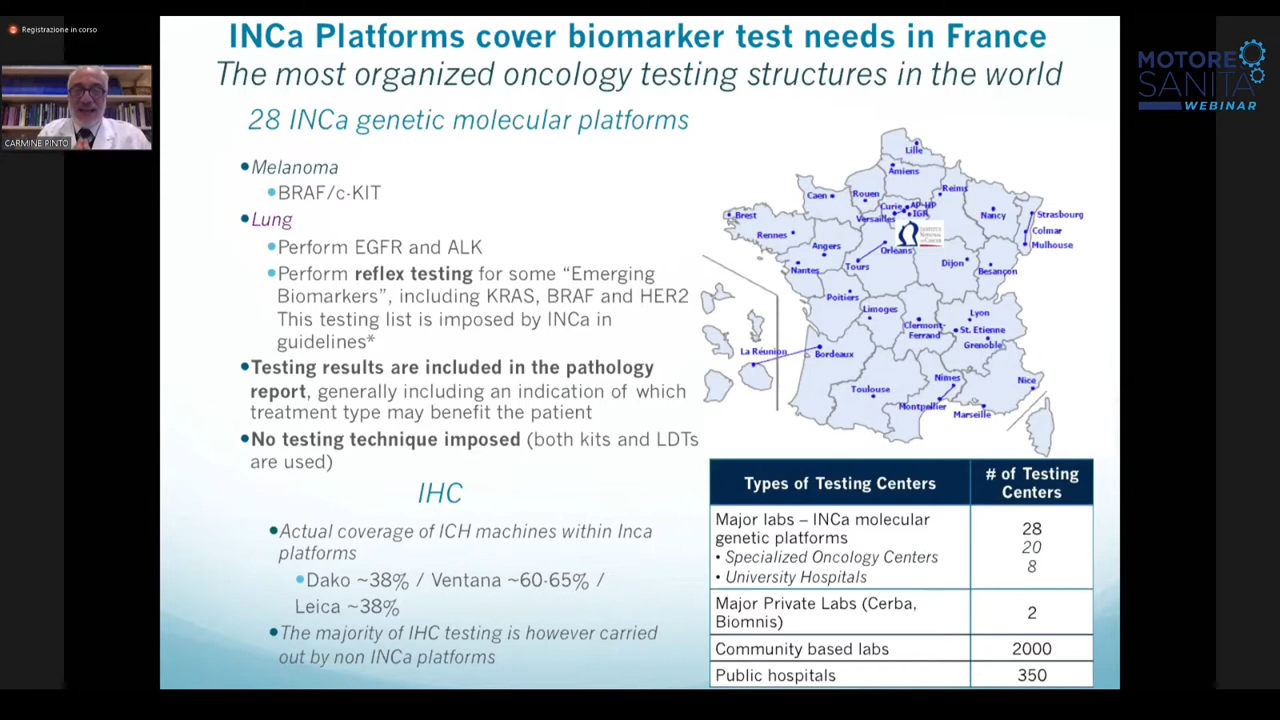 Registrazione in corso
CARMINE PINTO
MOTORE
SANITA
WEBINAR
INCa Platforms cover biomarker test needs in France
The most organized oncology testing structures in the world
28 INCa genetic molecular platforms
•Melanoma
•BRAF/c-KIT
•Lung
•Perform EGFR and ALK
•Perform reflex testing for some “Emerging
Biomarkers”, including KRAS, BRAF and HER2
This testing list is imposed by INCa in
guidelines*
•Testing results are included in the pathology
report, generally including an indication of which
treatment type may benefit the patient
•No testing technique imposed (both kits and LDTs
are used)
IHC
•Actual coverage of ICH machines within Inca
platforms
•Dako ~38% / Ventana ~60-65% /
Leica ~38%
•The majority of IHC testing is however carried
out by non INCa platforms
Lille
Amiens
Rouen
Reims
Caen
Curie
AP-HP
IGR
Versailles
Nancy
Strasbourg
Colmar
Mulhouse
Brest
Rennes
Angers
Orléans
Nantes
Tours
Dijon
Besançon
Poitiers
Limoges
Lyon
Clermont-
Ferrand
St. Etienne
Grenoble
La Réunion
Bordeaux
Toulouse
Nimes
Nice
Montpellier
Marseille
Types of Testing Centers
# of Testing
Centers
Major labs – INCa molecular
genetic platforms
• Specialized Oncology Centers
• University Hospitals
28
20
8
Major Private Labs (Cerba,
Biomnis)
2
Community based labs
2000
Public hospitals
350